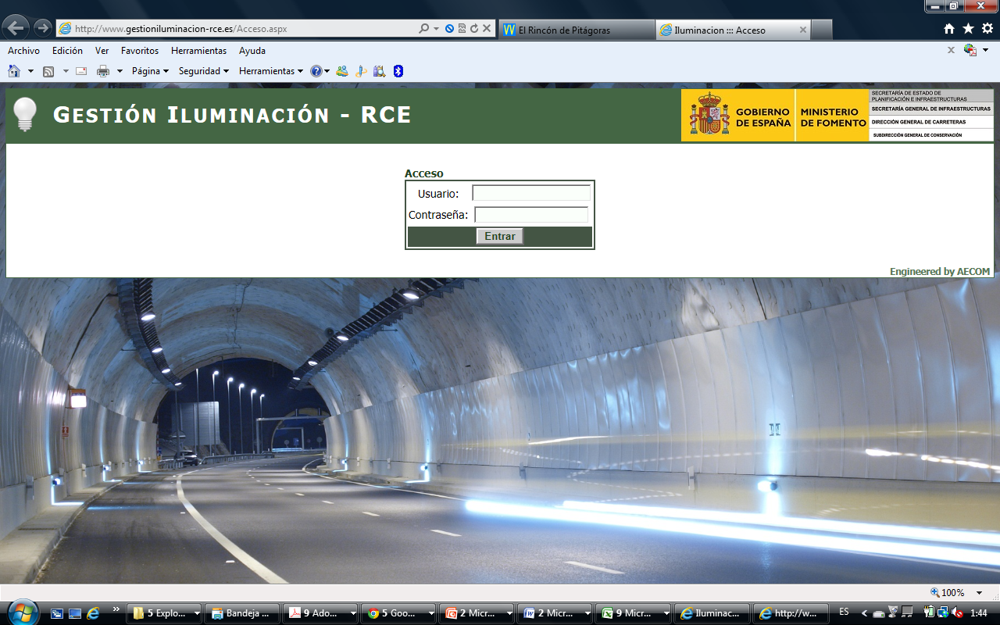 http://www.gestioniluminacion-rce.es/Acceso.aspx
El Rincón de Pitágoras
Iluminacion ::: Acceso
Archivo Edición Ver Favoritos Herramientas Ayuda
Página Seguridad Herramientas
GESTIÓN ILUMINACIÓN - RCE
GOBIERNO
DE ESPAÑA
MINISTERIO
DE FOMENTO
SECRETARÍA DE ESTADO DE
PLANIFICACIÓN E INFRAESTRUCTURAS
SECRETARÍA GENERAL DE INFRAESTRUCTURAS
DIRECCIÓN GENERAL DE CARRETERAS
SUBDIRECCIÓN GENERAL DE CONSERVACIÓN
Acceso
Usuario:
Contraseña:
Entrar
Engineered by AECOM
100%
5 Explo... Bandeja ... 9 Ado... 5 Goo... 2 Micr... 2 Micr... 9 Micr... Iluminac... http://w... ES 1:44